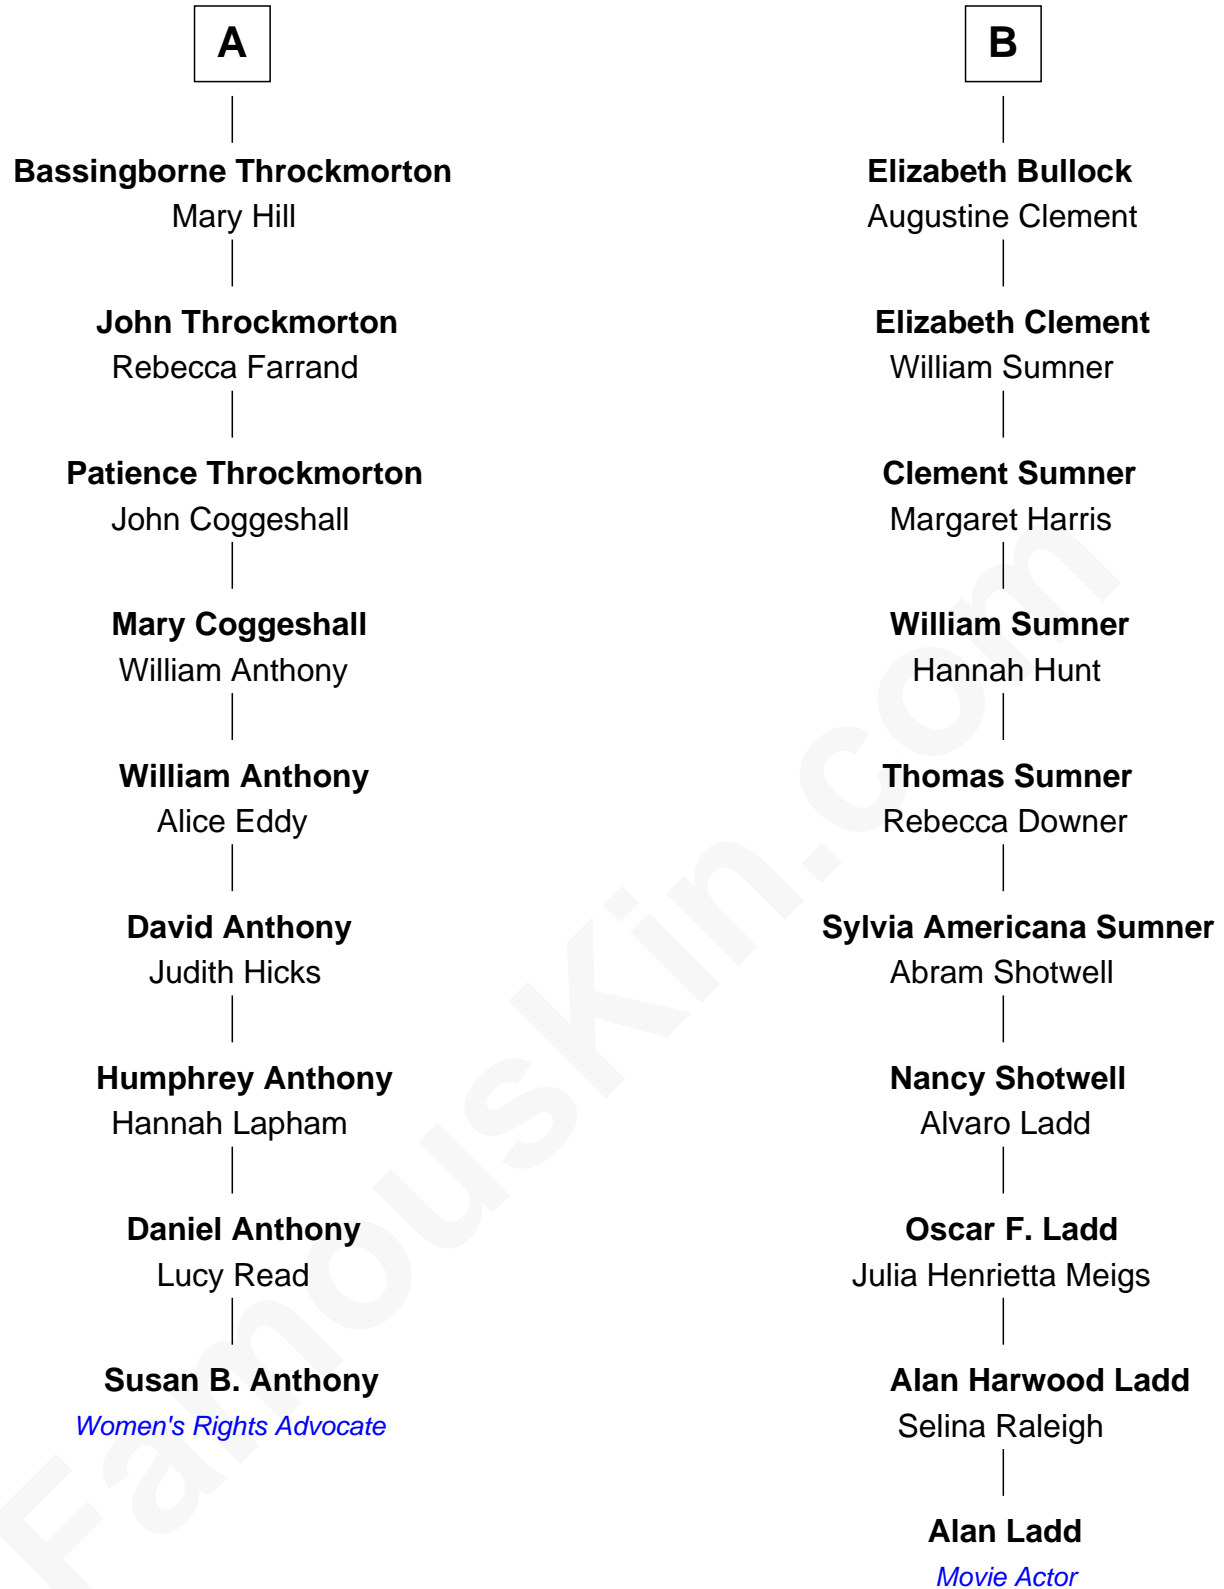 A
Bassingborne Throckmorton
Mary Hill
John Throckmorton
Rebecca Farrand
Patience Throckmorton
John Coggeshall
Mary Coggeshall
William Anthony
William Anthony
Alice Eddy
David Anthony
Judith Hicks
Humphrey Anthony
Hannah Lapham
Daniel Anthony
Lucy Read
Susan B. Anthony
Women's Rights Advocate
B
Elizabeth Bullock
Augustine Clement
Elizabeth Clement
William Sumner
Clement Sumner
Margaret Harris
William Sumner
Hannah Hunt
Thomas Sumner
Rebecca Downer
Sylvia Americana Sumner
Abram Shotwell
Nancy Shotwell
Alvaro Ladd
Oscar F. Ladd
Julia Henrietta Meigs
Alan Harwood Ladd
Selina Raleigh
Alan Ladd
Movie Actor
FamousKin.com